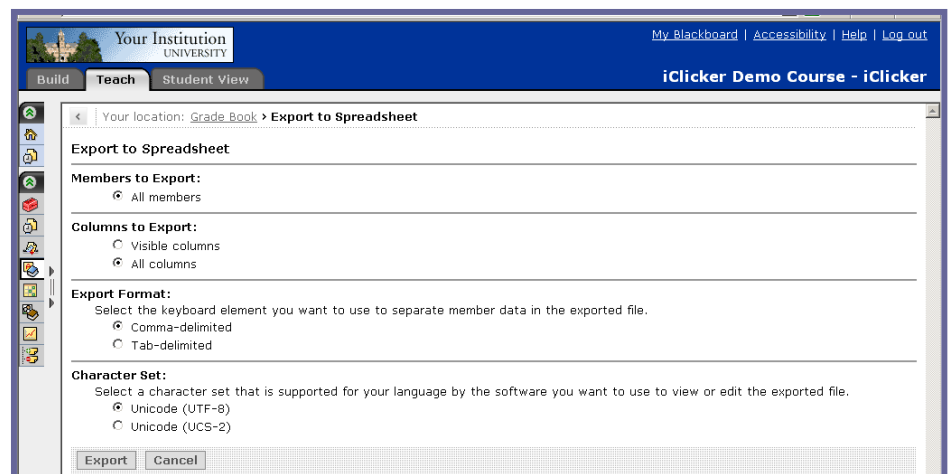 Your Institution
UNIVERSITY
My Blackboard | Accessibility | Help | Log out
Build Teach Student View
iClicker Demo Course - iClicker
Your location: Grade Book › Export to Spreadsheet
Export to Spreadsheet
Members to Export:
All members
Columns to Export:
Visible columns
All columns
Export Format:
Select the keyboard element you want to use to separate member data in the exported file.
Comma-delimited
Tab-delimited
Character Set:
Select a character set that is supported for your language by the software you want to use to view or edit the exported file.
Unicode (UTF-8)
Unicode (UCS-2)
Export Cancel